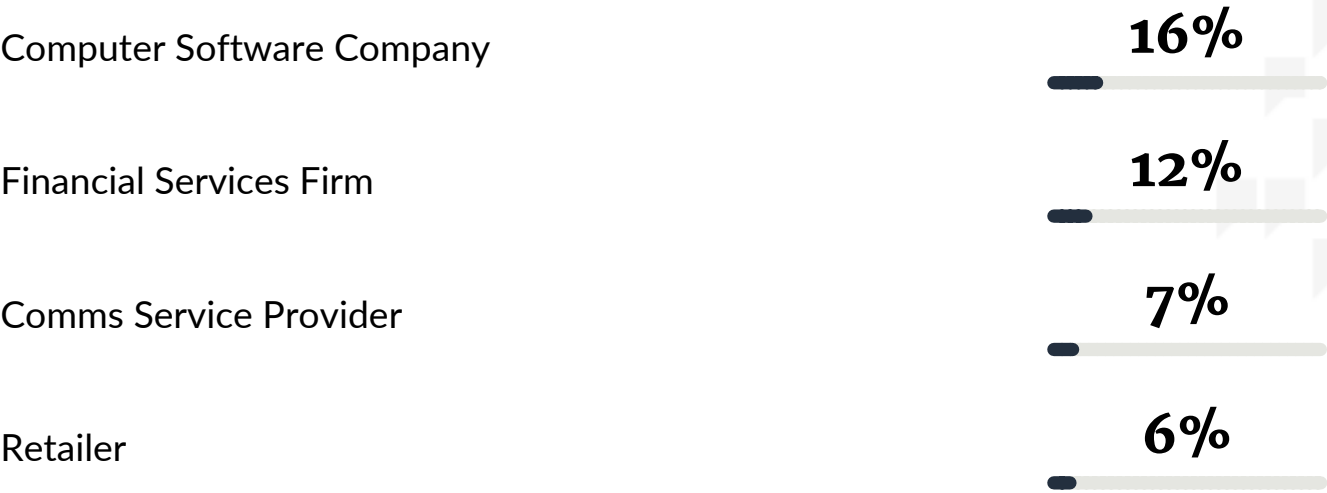 Computer Software Company 16%
Financial Services Firm 12%
Comms Service Provider 7%
Retailer 6%